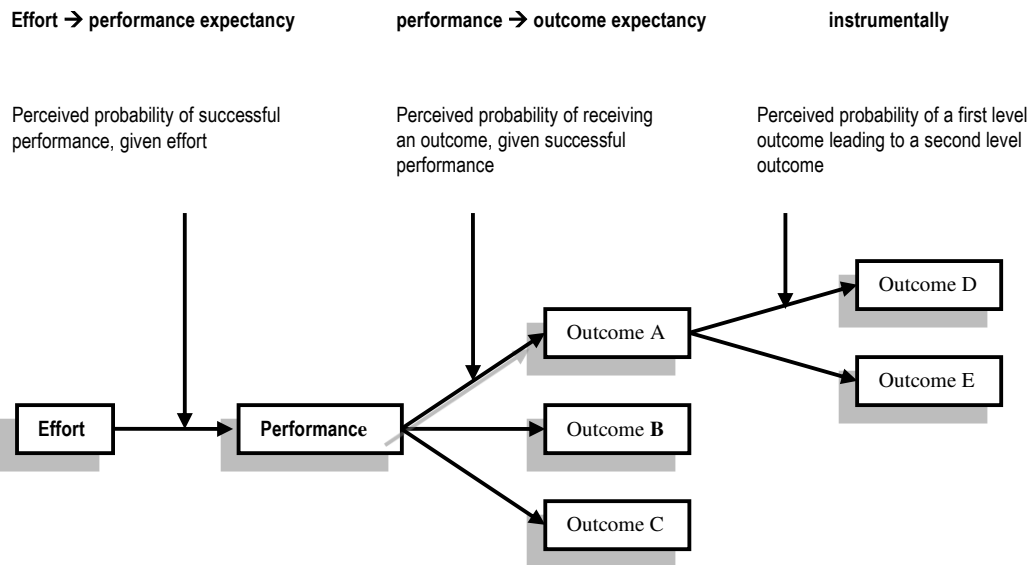 Effort → performance expectancy
performance → outcome expectancy
instrumentally
Perceived probability of successful
performance, given effort
Perceived probability of receiving
an outcome, given successful
performance
Perceived probability of a first level
outcome leading to a second level
outcome
Outcome D
Outcome A
Outcome E
Effort
Performance
Outcome B
Outcome C